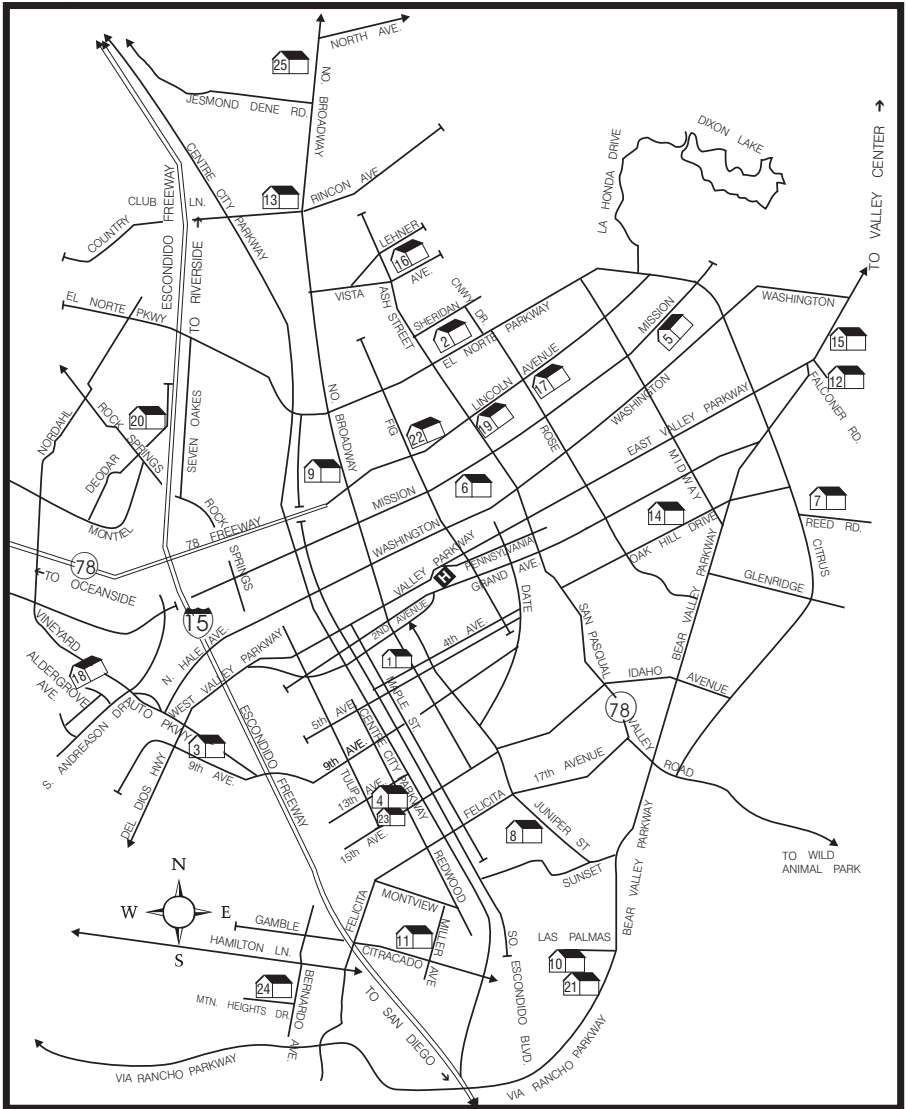 NORTH AVE.
25
NO. BROADWAY
JESMOND DENE RD.
DIXON LAKE
LA HONDA DRIVE
TO VALLEY CENTER
CENTRE CITY PARKWAY
ESCONDIDO FREEWAY
13
RINCON AVE
CLUB LN.
COUNTRY
TO RIVERSIDE
LEHNER
16
AVE.
VISTA
ASH STREET
CNWY DR.
SHERIDAN
2
EL NORTE PARKWAY
EL NORTE PKWY
MISSION
5
WASHINGTON
15
12
FALCONER RD.
LINCOLN AVENUE
17
WASHINGTON
EAST VALLEY PARKWAY
NORDAHL
ROCK SPRINGS
20
SEVEN OAKES
DEODAR
MONTIEL
NO. BROADWAY
FIG
22
19
ROSE
MIDWAY
9
6
MISSION
14
7
REED RD.
ROCK SPRINGS
78 FREEWAY
WASHINGTON
OAK HILL DRIVE
CITRUS
78
TO OCEANSIDE
VALLEY PARKWAY
PENNSYLVANIA
H
GRAND AVE
GLENRIDGE
BEAR VALLEY PARKWAY
15
VINEYARD
2ND AVENUE
DATE
4th AVE.
SAN PASQUAL
N. HALE AVE.
WEST VALLEY PARKWAY
1
MAPLE ST.
IDAHO AVENUE
ALDERGROVE AVE.
18
AUTO PKWY
S. ANDREASON DR.
3
9th AVE.
DEL DIOS HWY
ESCONDIDO FREEWAY
5th AVE
CENTRE CITY PARKWAY
9th AVE.
TULIP
78
VALLEY ROAD
17th AVENUE
13th AVE.
4
23
15th AVE.
FELICITA
8
JUNIPER ST
SUNSET
BEAR VALLEY PARKWAY
TO WILD
ANIMAL PARK
REDWOOD
N
W E
S
GAMBLE
HAMILTON LN.
FELICITA
MONTVIEW
MILLER AVE
11
CITRACADO
SO. ESCONDIDO BLVD.
LAS PALMAS
10
21
24
MTN. HEIGHTS DR.
BERNARDO AVE.
TO SAN DIEGO
VIA RANCHO PARKWAY
VIA RANCHO PARKWAY